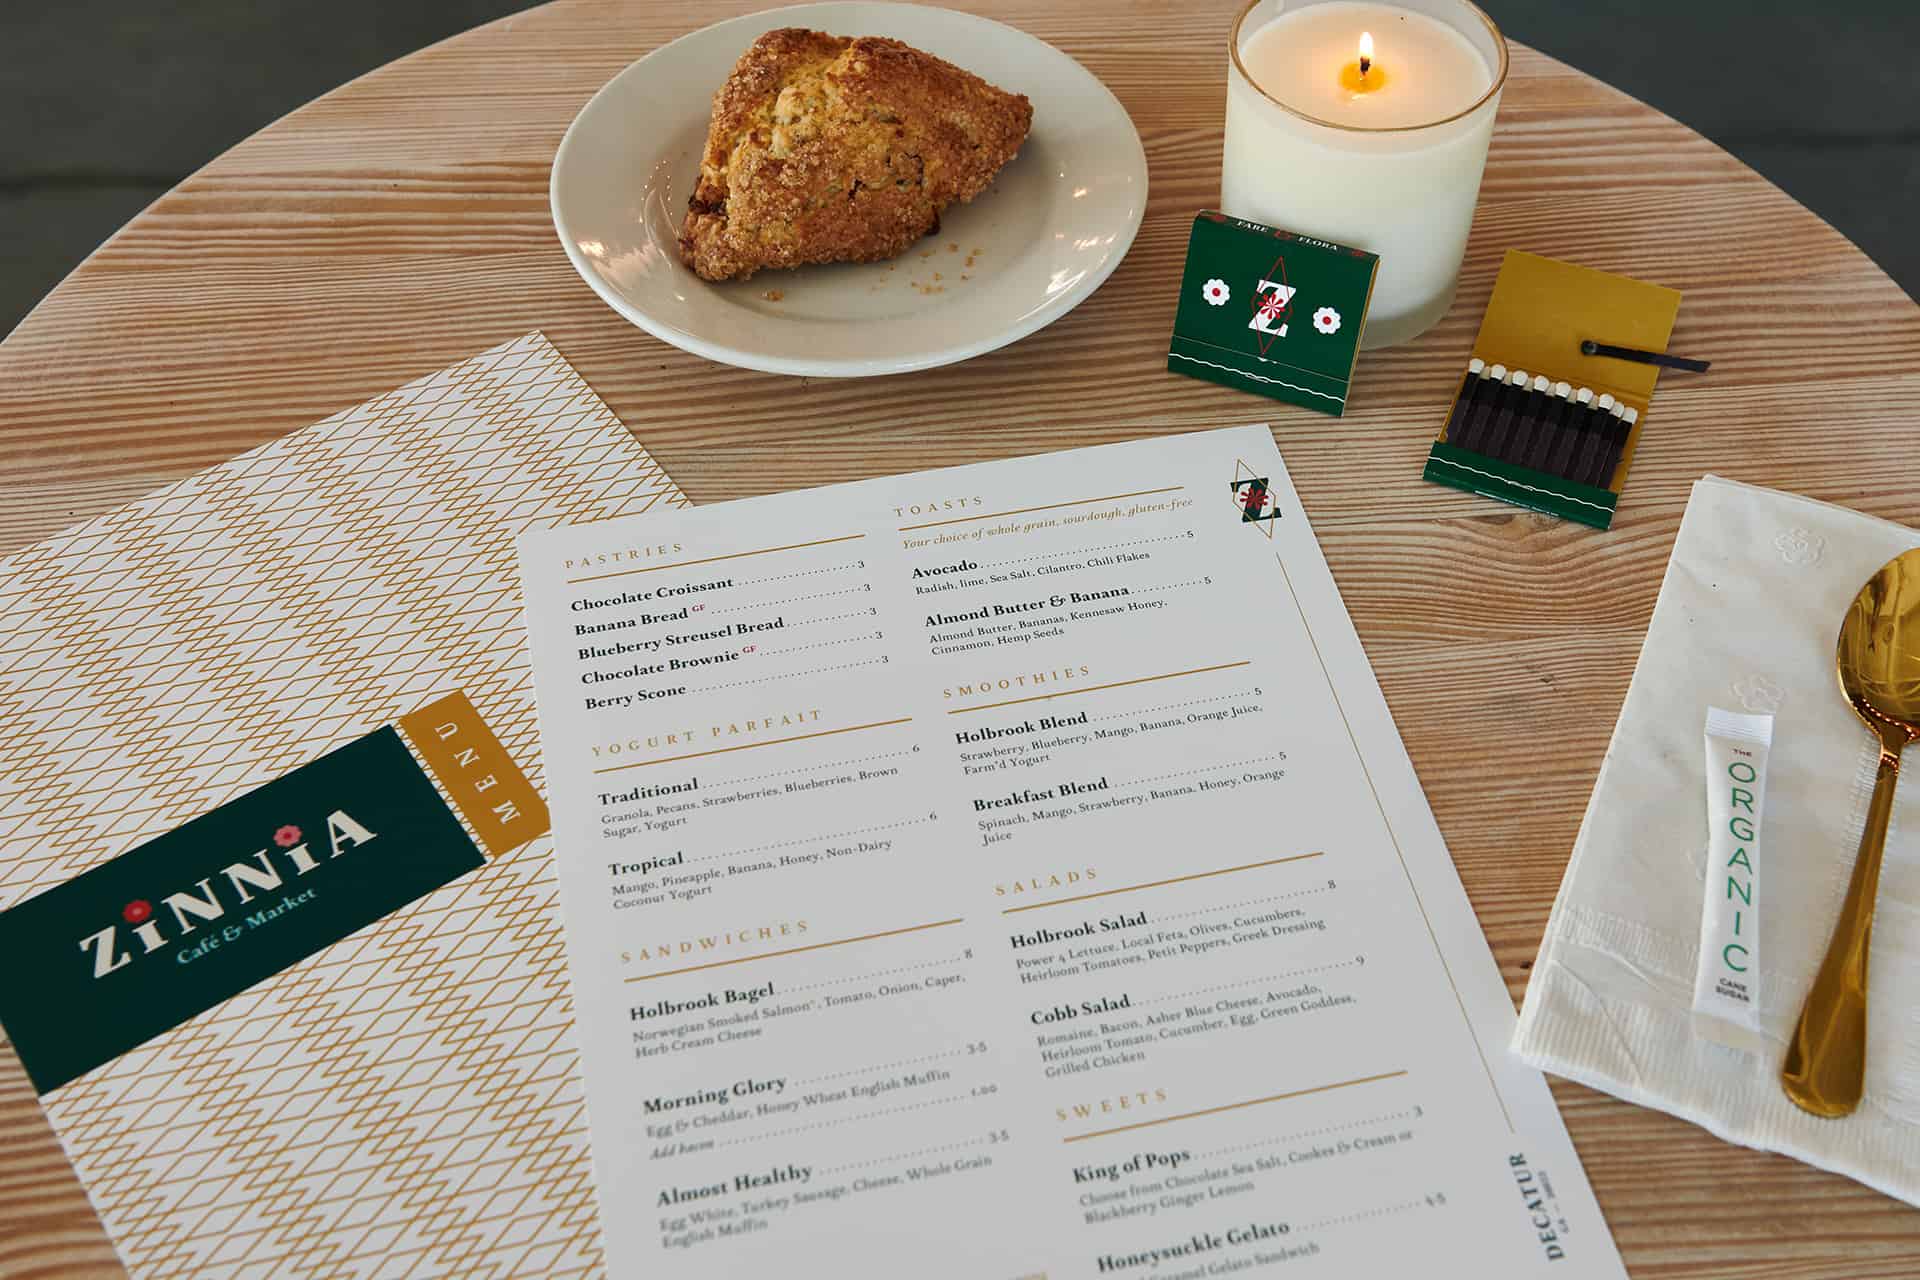 FARE & FLORA
Z
MENU
ZiNNiA
Café & Market
Z
PASTRIES
Chocolate Croissant 3
Banana Bread GF 3
Blueberry Streusel Bread 3
Chocolate Brownie GF 3
Berry Scone 3
YOGURT PARFAIT
Traditional 6
Granola, Pecans, Strawberries, Blueberries, Brown
Sugar, Yogurt
Tropical 6
Mango, Pineapple, Banana, Honey, Non-Dairy
Coconur Yogurt
SANDWICHES
Holbrook Bagel 8
Norwegian Smoked Salmon*, Tomato, Onion, Caper,
Herb Cream Cheese
Morning Glory 3.5
Egg & Cheddar, Honey Wheat English Muffin
Add bacon 1.00
Almost Healthy 3.5
Egg White, Turkey Sausage, Cheese, Whole Grain
English Muffin
TOASTS
Your choice of whole grain, sourdough, gluten-free
Avocado 5
Radish, lime, Sea Salt, Cilantro, Chili Flakes
Almond Butter & Banana 5
Almond Butter, Bananas, Kennesaw Honey,
Cinnamon, Hemp Seeds
SMOOTHIES
Holbrook Blend 5
Strawberry, Blueberry, Mango, Banana, Orange Juice,
Farm'd Yogurt
Breakfast Blend 5
Spinach, Mango, Strawberry, Banana, Honey, Orange
Juice
SALADS
Holbrook Salad 8
Power 4 Lettuce, Local Feta, Olives, Cucumbers,
Heirloom Tomatoes, Petit Peppers, Greek Dressing
Cobb Salad 9
Romaine, Bacon, Asher Blue Cheese, Avocado,
Heirloom Tomato, Cucumber, Egg, Green Goddess,
Grilled Chicken
SWEETS
King of Pops 3
Choose from Chocolate Sea Salt, Cookes & Cream or
Blackberry Ginger Lemon
Honeysuckle Gelato 4.5
Caramel Gelato Sandwich
DECATUR
GA
THE
ORGANIC
CANE
SUGAR